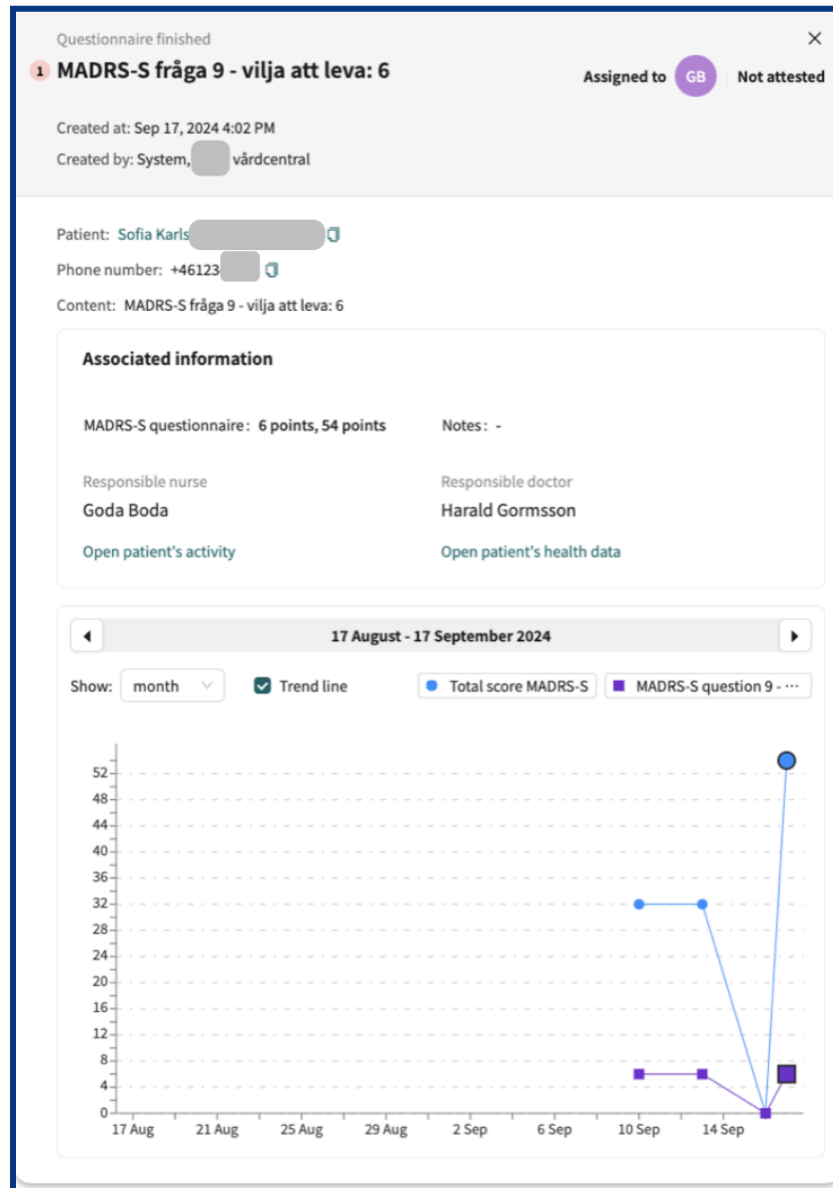 Questionnaire finished
1 MADRS-S fråga 9 - vilja att leva: 6
Assigned to GB Not attested
Created at: Sep 17, 2024 4:02 PM
Created by: System, vårdcentral
Patient: Sofia Karls
Phone number: +46123
Content: MADRS-S fråga 9 - vilja att leva: 6
Associated information
MADRS-S questionnaire: 6 points, 54 points Notes: -
Responsible nurse Responsible doctor
Goda Boda Harald Gormsson
Open patient's activity Open patient's health data
17 August - 17 September 2024
Show: month Trend line Total score MADRS-S MADRS-S question 9 - ···
52
48
44
40
36
32
28
24
20
16
12
8
4
0
17 Aug 21 Aug 25 Aug 29 Aug 2 Sep 6 Sep 10 Sep 14 Sep